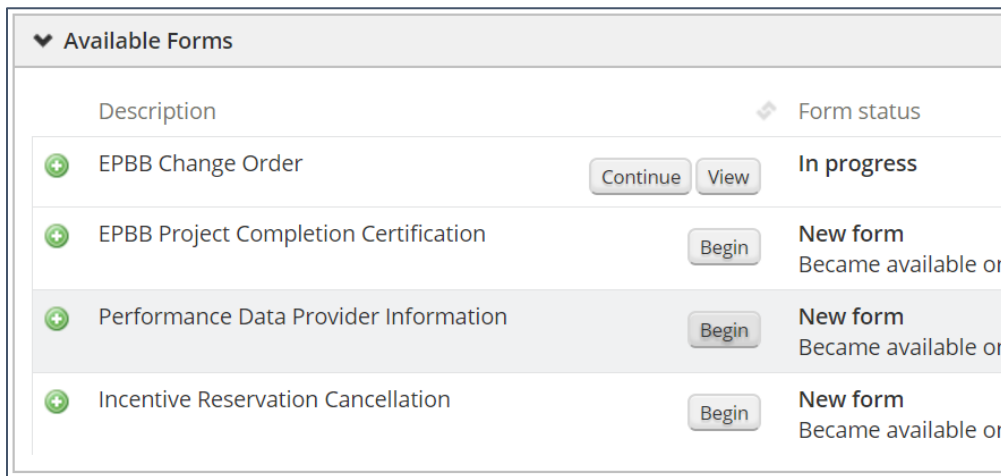 Available Forms
Description Form status
EPBB Change Order Continue View In progress
EPBB Project Completion Certification Begin New form
Became available
Performance Data Provider Information Begin New form
Became available
Incentive Reservation Cancellation Begin New form
Became available